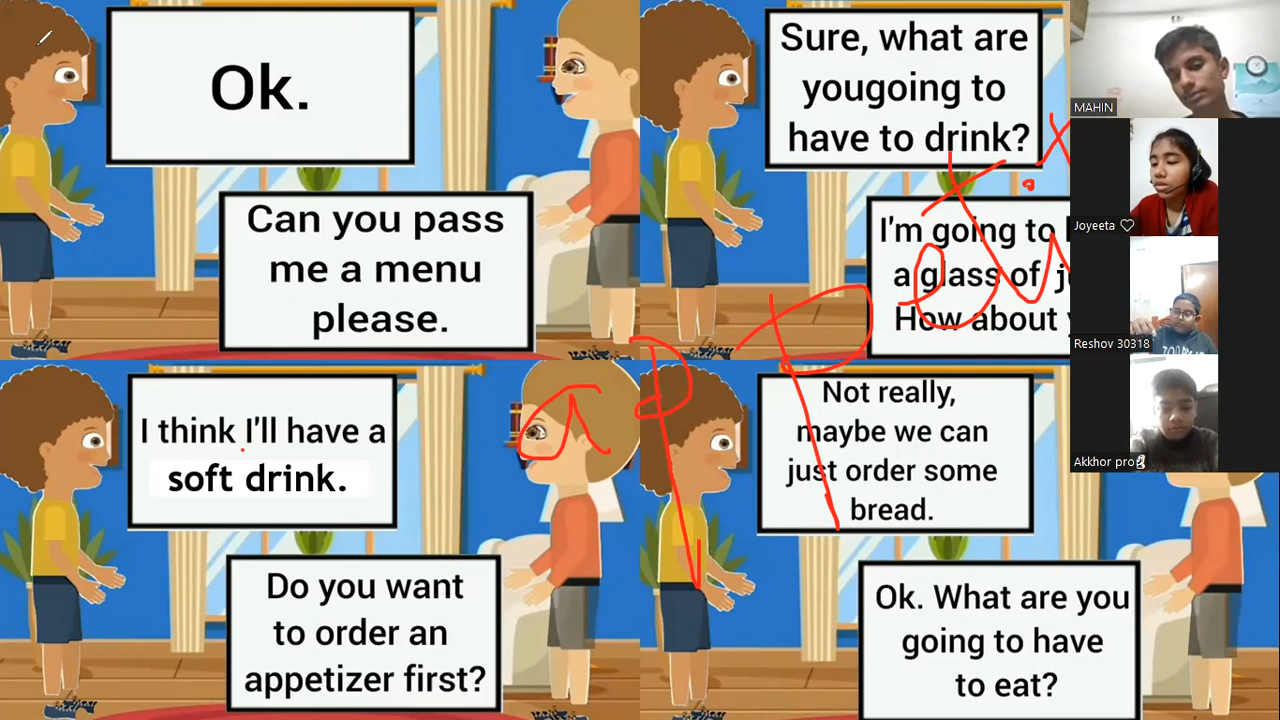 Ok.
Can you pass
me a menu
please.
Sure, what are
yougoing to
have to drink?
I'm going to
a glass of
How about
I think I'll have a
soft drink.
Do you want
to order an
appetizer first?
Not really,
maybe we can
just order some
bread.
Ok. What are you
going to have
to eat?
MAHIN
Joyeeta ♡
Reshov 30318
Akkhor